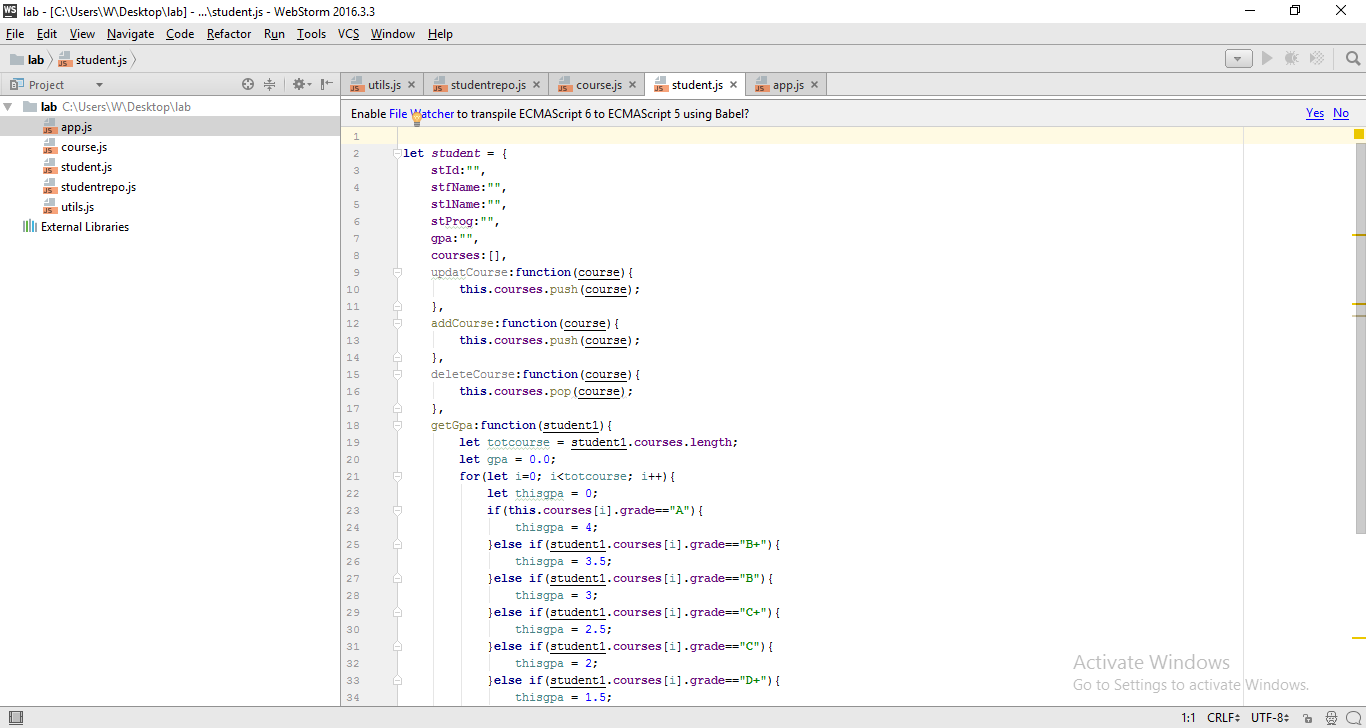 WS lab - [C:\Users\W\Desktop\lab] - ...\student.js - WebStorm 2016.3.3
File Edit View Navigate Code Refactor Run Tools VCS Window Help
lab student.js
Project
utils.js studentrepo.js course.js student.js app.js
lab C:\Users\W\Desktop\lab
app.js
course.js
student.js
studentrepo.js
utils.js
External Libraries
Enable File Watcher to transpile ECMAScript 6 to ECMAScript 5 using Babel? Yes No
1
2 let student = {
3 stId:"",
4 stfName:"",
5 stlName:"",
6 stProg:"",
7 gpa:"",
8 courses:[],
9 updatCourse:function(course){
10 this.courses.push(course);
11 },
12 addCourse:function(course){
13 this.courses.push(course);
14 },
15 deleteCourse:function(course){
16 this.courses.pop(course);
17 },
18 getGpa:function(student1){
19 let totcourse = student1.courses.length;
20 let gpa = 0.0;
21 for(let i=0; i<totcourse; i++){
22 let thisgpa = 0;
23 if(this.courses[i].grade=="A"){
24 thisgpa = 4;
25 }else if(student1.courses[i].grade=="B+"){
26 thisgpa = 3.5;
27 }else if(student1.courses[i].grade=="B"){
28 thisgpa = 3;
29 }else if(student1.courses[i].grade=="C+"){
30 thisgpa = 2.5;
31 }else if(student1.courses[i].grade=="C"){
32 thisgpa = 2;
33 }else if(student1.courses[i].grade=="D+"){
34 thisgpa = 1.5;
Activate Windows
Go to Settings to activate Windows.
1:1 CRLF UTF-8